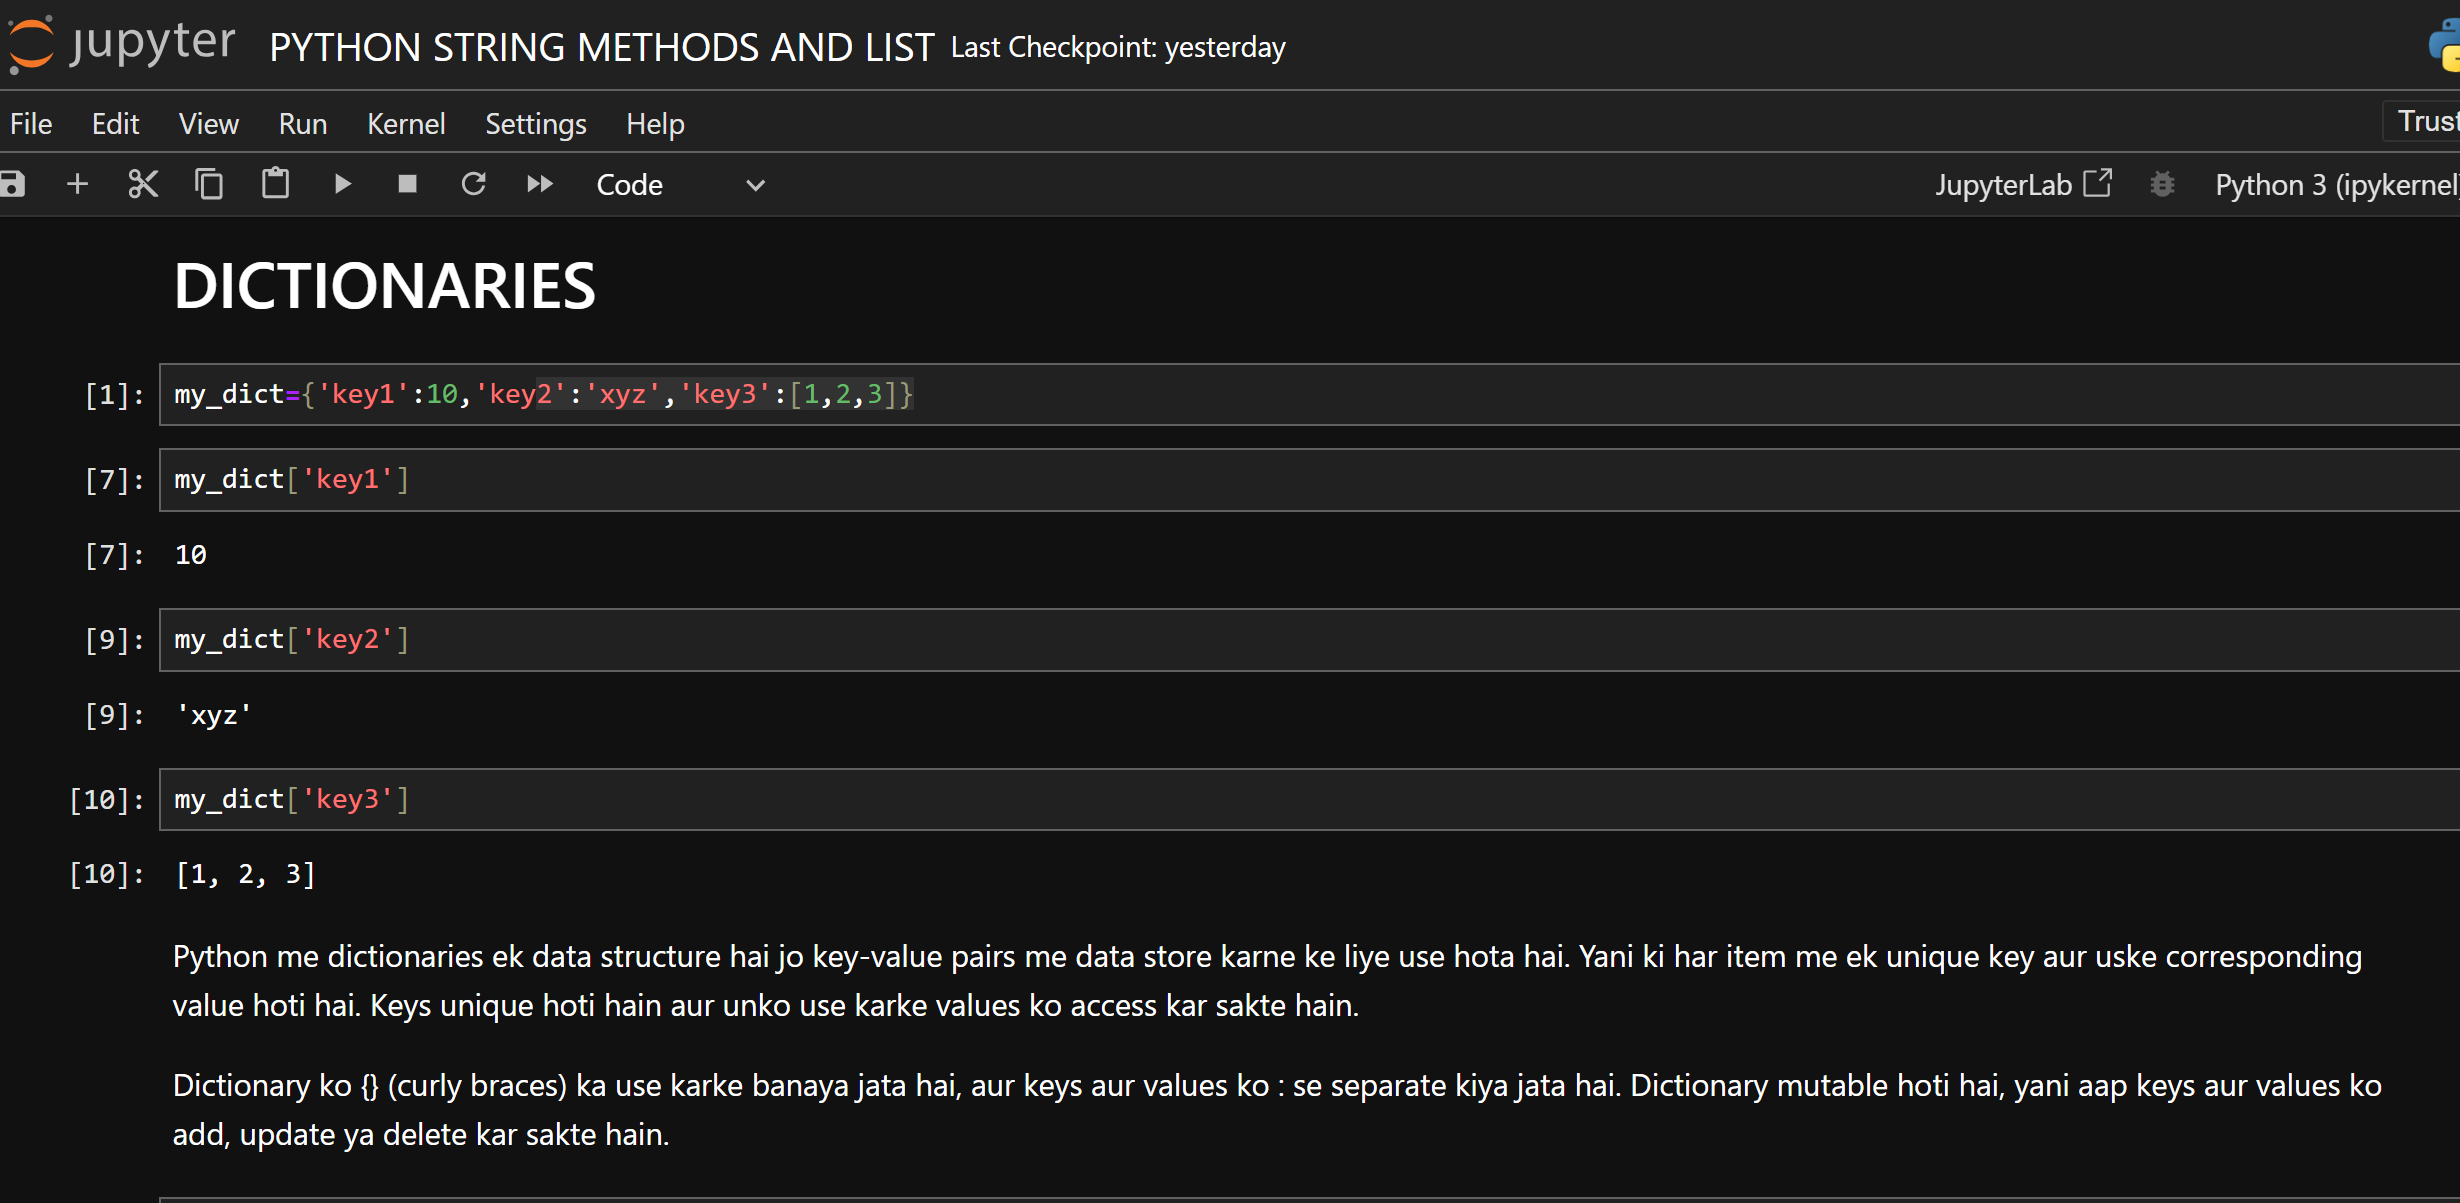 jupyter PYTHON STRING METHODS AND LIST Last Checkpoint: yesterday
File Edit View Run Kernel Settings Help Trust
Code JupyterLab Python 3 (ipykernel)
DICTIONARIES
[1]: my_dict={'key1':10,'key2':'xyz','key3':[1,2,3]}
[7]: my_dict['key1']
[7]: 10
[9]: my_dict['key2']
[9]: 'xyz'
[10]: my_dict['key3']
[10]: [1, 2, 3]
Python me dictionaries ek data structure hai jo key-value pairs me data store karne ke liye use hota hai. Yani ki har item me ek unique key aur uske corresponding
value hoti hai. Keys unique hoti hain aur unko use karke values ko access kar sakte hain.
Dictionary ko {} (curly braces) ka use karke banaya jata hai, aur keys aur values ko : se separate kiya jata hai. Dictionary mutable hoti hai, yani aap keys aur values ko
add, update ya delete kar sakte hain.